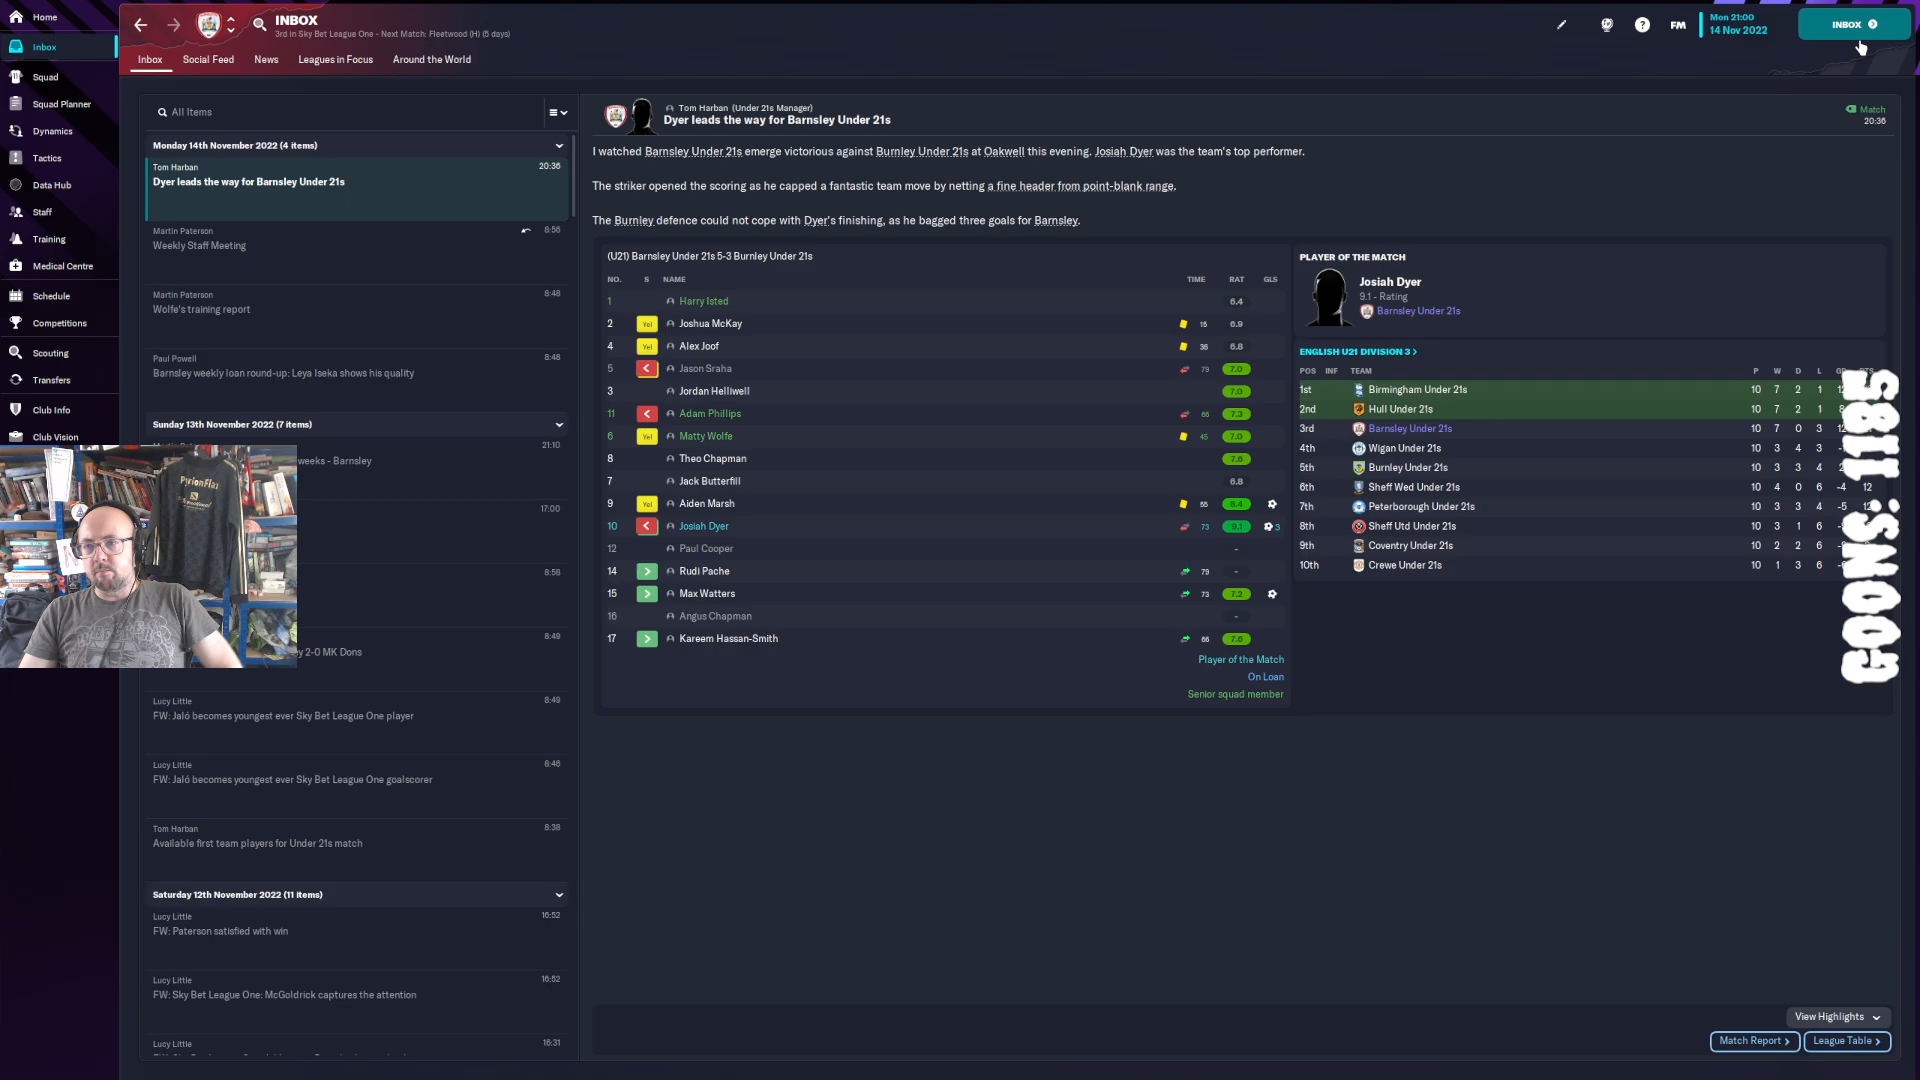 Home
Inbox
Squad
Squad Planner
Dynamics
Tactics
Data Hub
Staff
Training
Medical Centre
Schedule
Competitions
Scouting
Transfers
Club Info
Club Vision
INBOX
3rd in Sky Bet League One - Next Match: Fleetwood (H) (5 days)
FM
Mon 21:00
14 Nov 2022
INBOX
Inbox
Social Feed
News
Leagues in Focus
Around the World
All Items
Monday 14th November 2022 (4 items)
Tom Harban 20:36
Dyer leads the way for Barnsley Under 21s
Martin Paterson 8:56
Weekly Staff Meeting
Martin Paterson 8:48
Wolfe's training report
Paul Powell 8:48
Barnsley weekly loan round-up: Leya Iseka shows his quality
Sunday 13th November 2022 (7 items)
21:10
weeks - Barnsley
17:00
8:58
8:49
2-0 MK Dons
Lucy Little 8:49
FW: Jaló becomes youngest ever Sky Bet League One player
Lucy Little 8:46
FW: Jaló becomes youngest ever Sky Bet League One goalscorer
Tom Harban 8:38
Available first team players for Under 21s match
Saturday 12th November 2022 (11 items)
Lucy Little 16:52
FW: Paterson satisfied with win
Lucy Little 16:52
FW: Sky Bet League One: McGoldrick captures the attention
Lucy Little 16:31
Tom Harban (Under 21s Manager)
Dyer leads the way for Barnsley Under 21s
Match
20:36
I watched Barnsley Under 21s emerge victorious against Burnley Under 21s at Oakwell this evening. Josiah Dyer was the team's top performer.
The striker opened the scoring as he capped a fantastic team move by netting a fine header from point-blank range.
The Burnley defence could not cope with Dyer's finishing, as he bagged three goals for Barnsley.
(U21) Barnsley Under 21s 5-3 Burnley Under 21s
NO. S NAME TIME RAT GLS
1 Harry Isted 6.4
2 Yel Joshua McKay 15 6.9
4 Yel Alex Joof 36 6.8
5 Jason Sraha 79 7.0
3 Jordan Helliwell 7.0
11 Adam Phillips 66 7.3
6 Yel Matty Wolfe 45 7.0
8 Theo Chapman 7.6
7 Jack Butterfill 6.8
9 Yel Aiden Marsh 55 8.4
10 Josiah Dyer 73 9.1 3
12 Paul Cooper -
14 Rudi Pache 79 -
15 Max Watters 73 7.2
16 Angus Chapman -
17 Kareem Hassan-Smith 66 7.6
Player of the Match
On Loan
Senior squad member
PLAYER OF THE MATCH
Josiah Dyer
9.1 - Rating
Barnsley Under 21s
ENGLISH U21 DIVISION 3 >
POS INF TEAM P W D L
1st Birmingham Under 21s 10 7 2 1
2nd Hull Under 21s 10 7 2 1
3rd Barnsley Under 21s 10 7 0 3
4th Wigan Under 21s 10 3 4 3
5th Burnley Under 21s 10 3 3 4
6th Sheff Wed Under 21s 10 4 0 6 -4 12
7th Peterborough Under 21s 10 3 3 4 -5
8th Sheff Utd Under 21s 10 3 1 6
9th Coventry Under 21s 10 2 2 6
10th Crewe Under 21s 10 1 3 6
GOONS: 1185
PyrionFlax
View Highlights
Match Report >
League Table >